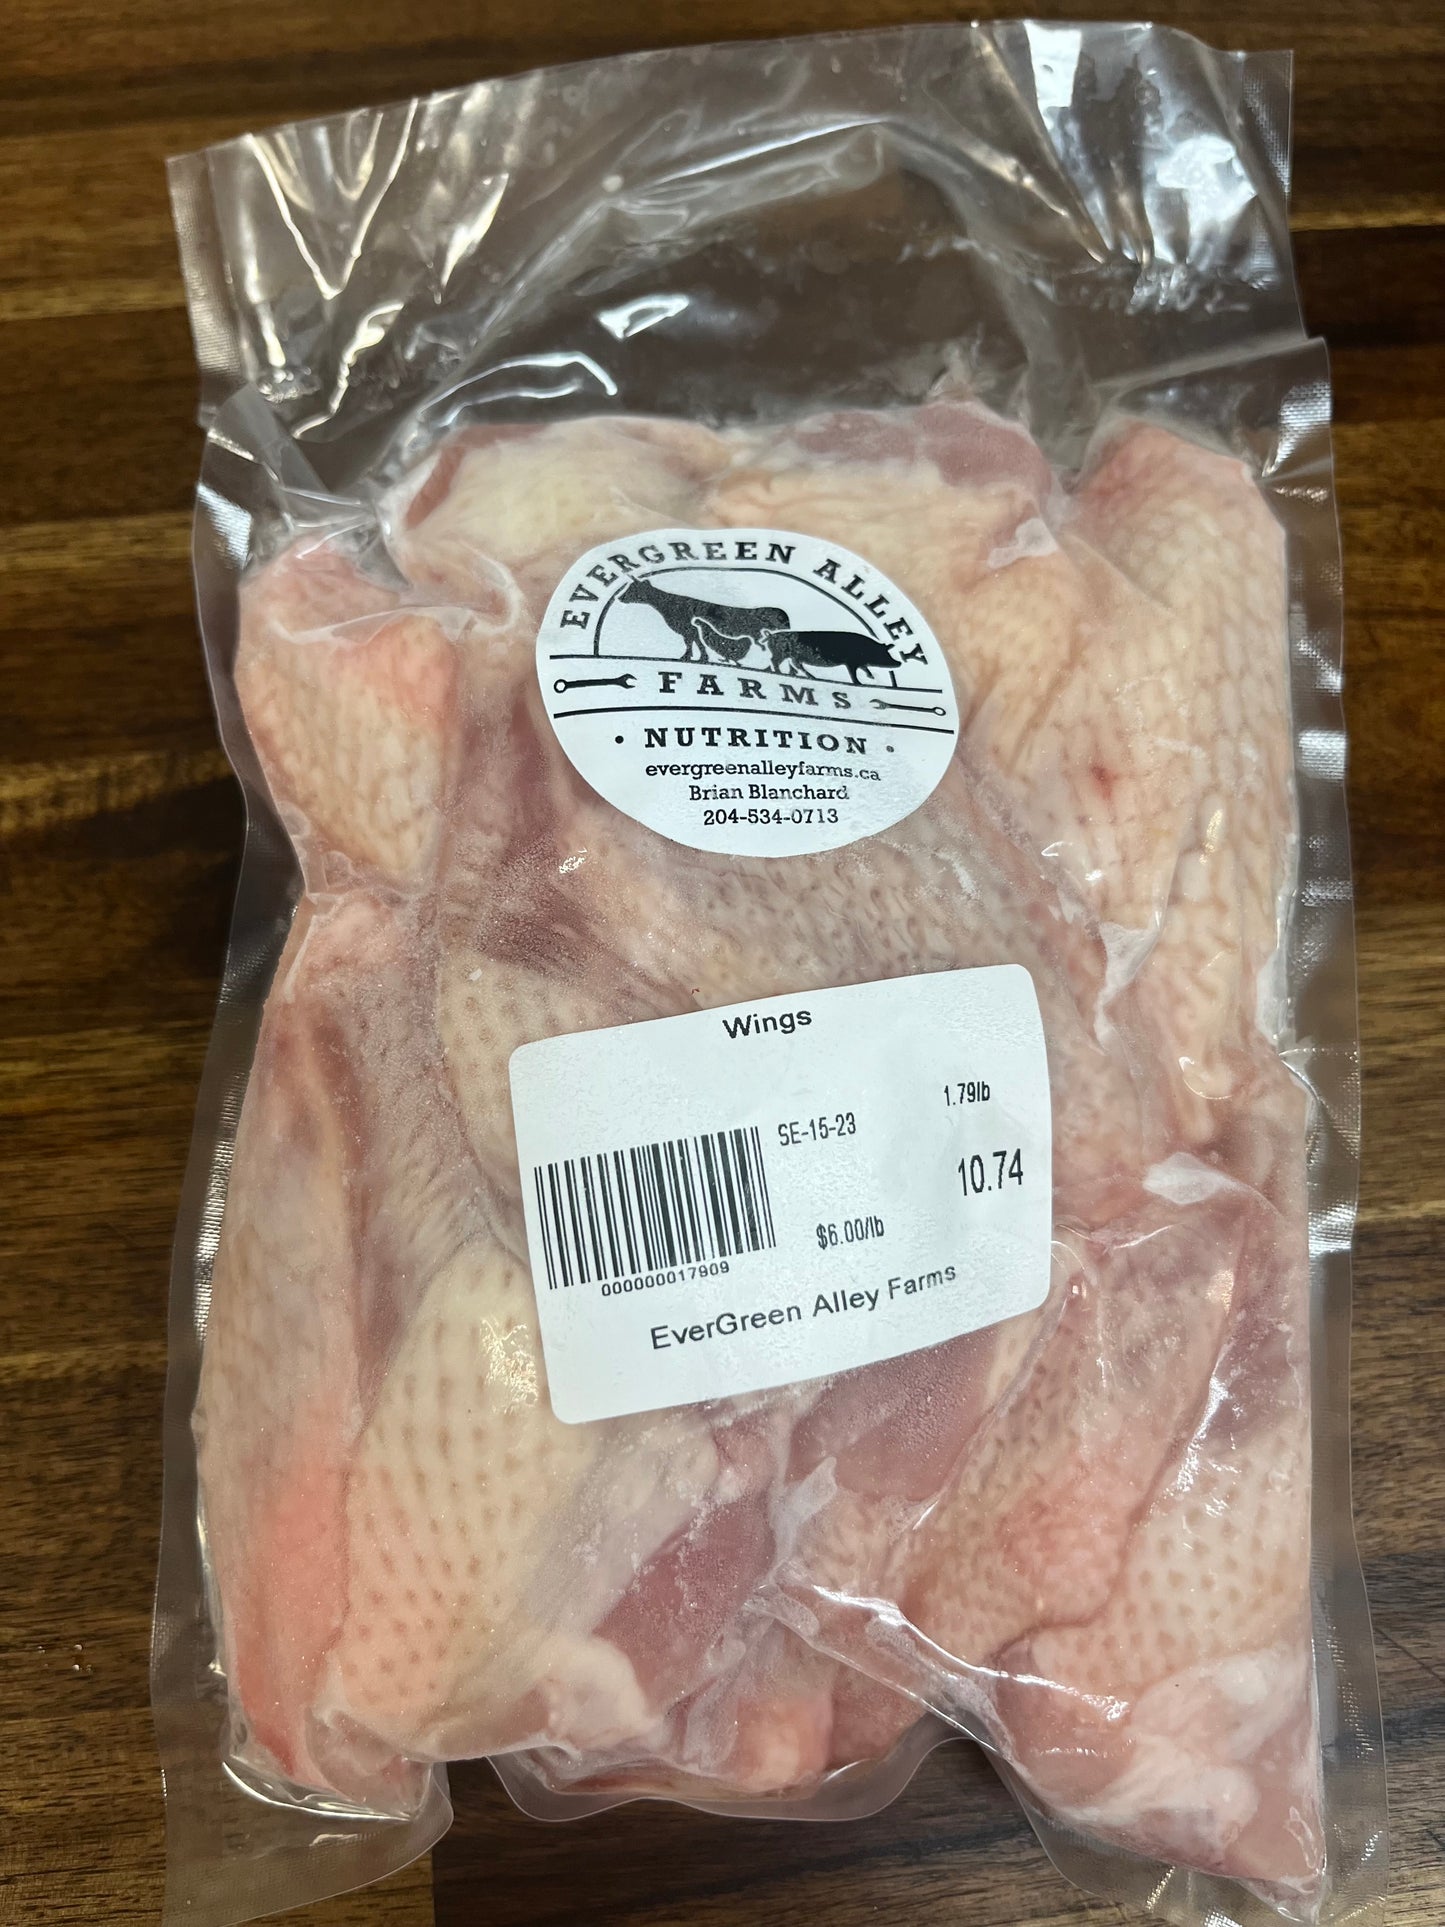 EVERGREEN ALLEY
FARMS
• NUTRITION •
evergreenalleyfarms.ca
Brian Blanchard
204-534-0713
Wings
1.79lb
SE-15-23
10.74
$6.00/lb
000000017909
EverGreen Alley Farms